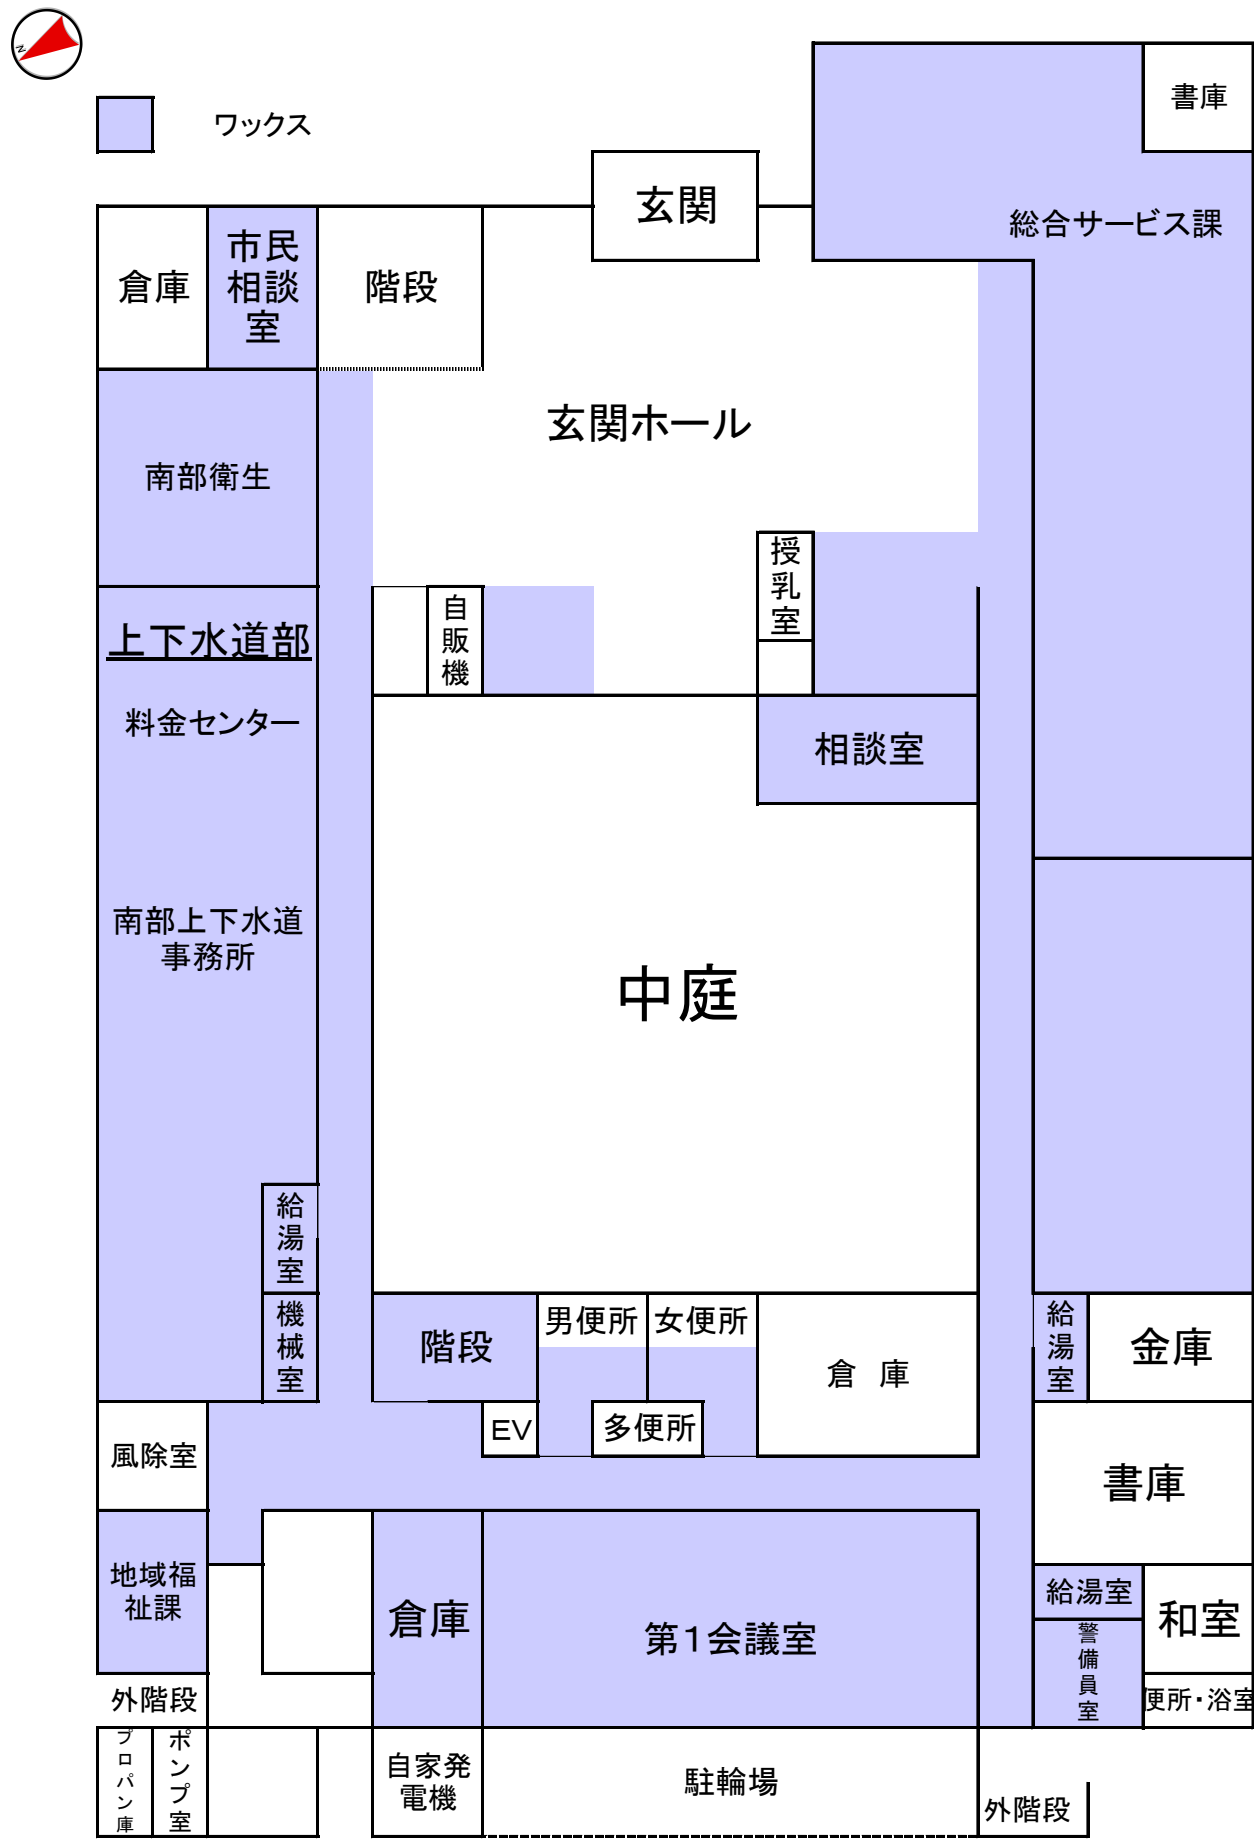 N
書庫
ワックス
玄関
総合サービス課
倉庫
市民
相談
室
階段
玄関ホール
南部衛生
授
乳
室
自
販
機
上下水道部
料金センター
相談室
南部上下水道
事務所
中庭
給
湯
室
機
械
室
階段
男便所
女便所
倉 庫
給
湯
室
金庫
EV
多便所
風除室
書庫
地域福
祉課
倉庫
第1会議室
給湯室
和室
警
備
員
室
外階段
便所・浴室
プ
ロ
パ
ン
庫
ポ
ン
プ
室
自家発
電機
駐輪場
外階段